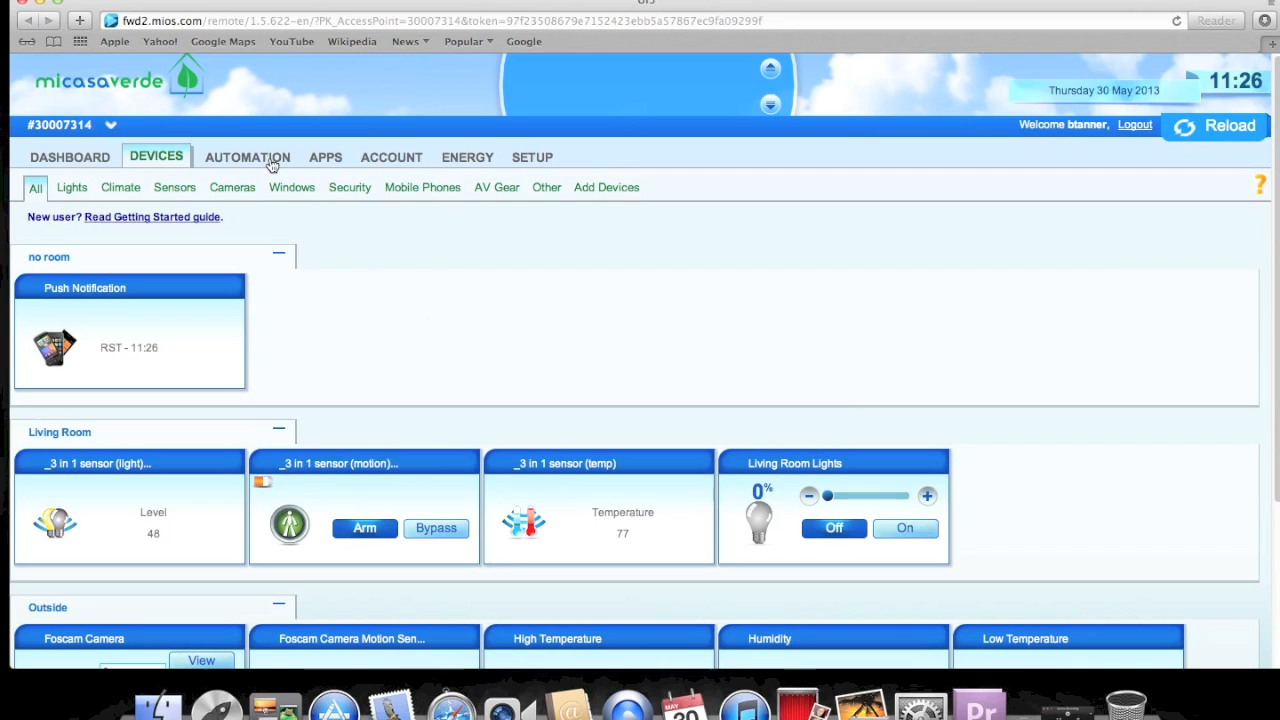 fwd2.mios.com/remote/1.5.622-en/?PK_AccessPoint=30007314&token=97f23508679e7152423ebb5a57867ec9fa09299f
Reader
Apple Yahoo! Google Maps YouTube Wikipedia News Popular Google
micasaverde
Thursday 30 May 2013
11:26
#30007314
Welcome btanner, Logout
Reload
DASHBOARD DEVICES AUTOMATION APPS ACCOUNT ENERGY SETUP
All Lights Climate Sensors Cameras Windows Security Mobile Phones AV Gear Other Add Devices
?
New user? Read Getting Started guide.
no room
Push Notification
RST - 11:26
Living Room
_3 in 1 sensor (light)... _3 in 1 sensor (motion)... _3 in 1 sensor (temp) Living Room Lights
0%
Level
Temperature
Arm Bypass
Off On
48
77
Outside
Foscam Camera Foscam Camera Motion Sen... High Temperature Humidity Low Temperature
View
MAY
30
Pr